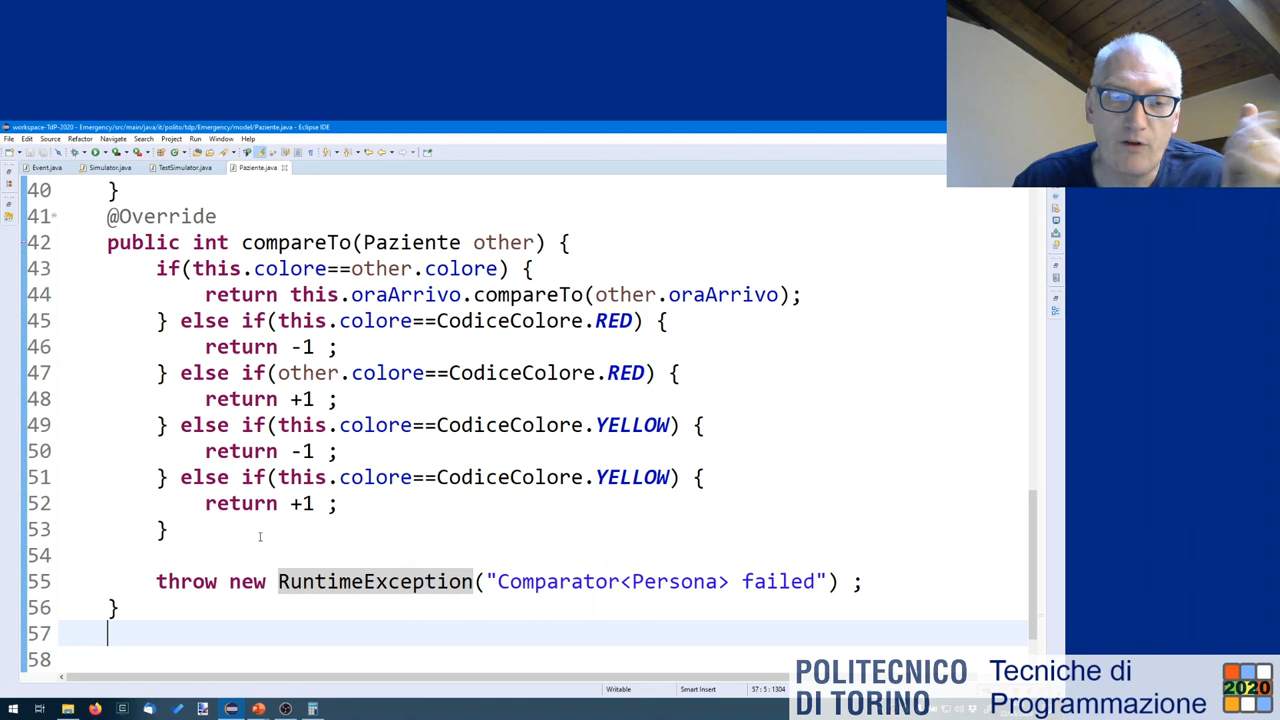 workspace-TdP-2020 - Emergency/src/main/java/it/polito/tdp/Emergency/model/Paziente.java - Eclipse IDE
File Edit Source Refactor Navigate Search Project Run Window Help
Event.java Simulator.java TestSimulator.java Paziente.java
40 }
41 @Override
42 public int compareTo(Paziente other) {
43 if(this.colore==other.colore) {
44 return this.oraArrivo.compareTo(other.oraArrivo);
45 } else if(this.colore==CodiceColore.RED) {
46 return -1 ;
47 } else if(other.colore==CodiceColore.RED) {
48 return +1 ;
49 } else if(this.colore==CodiceColore.YELLOW) {
50 return -1 ;
51 } else if(this.colore==CodiceColore.YELLOW) {
52 return +1 ;
53 }
54
55 throw new RuntimeException("Comparator<Persona> failed") ;
56 }
57
58
Writable Smart Insert 57 : 5 : 1304
POLITECNICO
DI TORINO
Tecniche di
Programmazione
2020